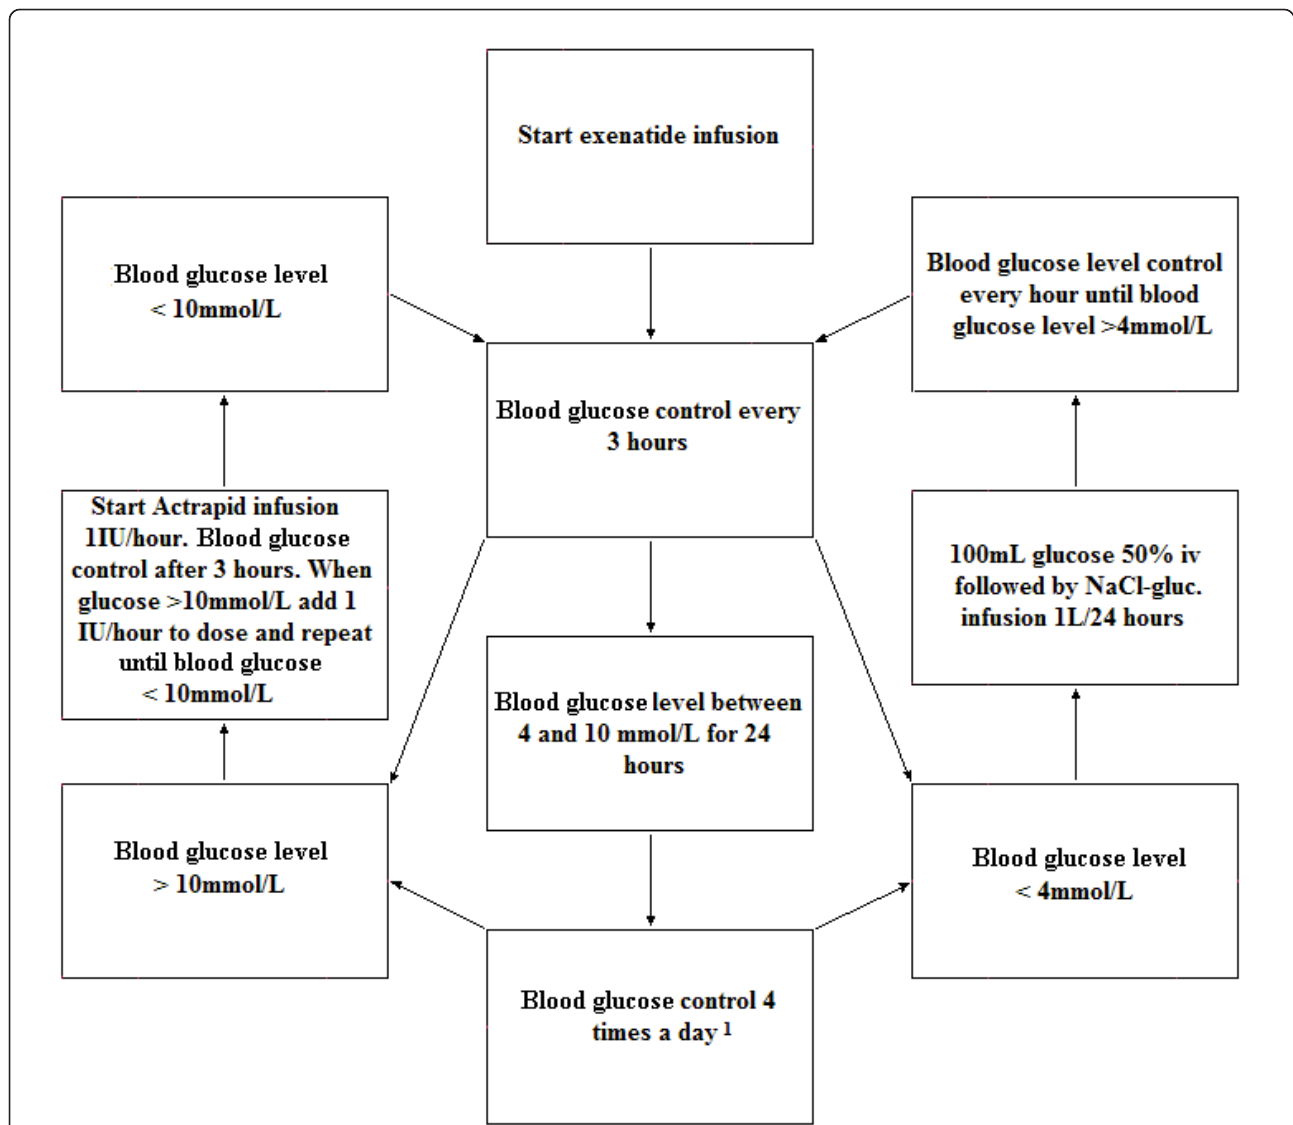 Start exenatide infusion
Blood glucose level
< 10mmol/L
Blood glucose level control
every hour until blood
glucose level >4mmol/L
Blood glucose control every
3 hours
Start Actrapid infusion
1IU/hour. Blood glucose
control after 3 hours. When
glucose >10mmol/L add 1
IU/hour to dose and repeat
until blood glucose
< 10mmol/L
100mL glucose 50% iv
followed by NaCl-gluc.
infusion 1L/24 hours
Blood glucose level between
4 and 10 mmol/L for 24
hours
Blood glucose level
> 10mmol/L
Blood glucose level
< 4mmol/L
Blood glucose control 4
times a day 1